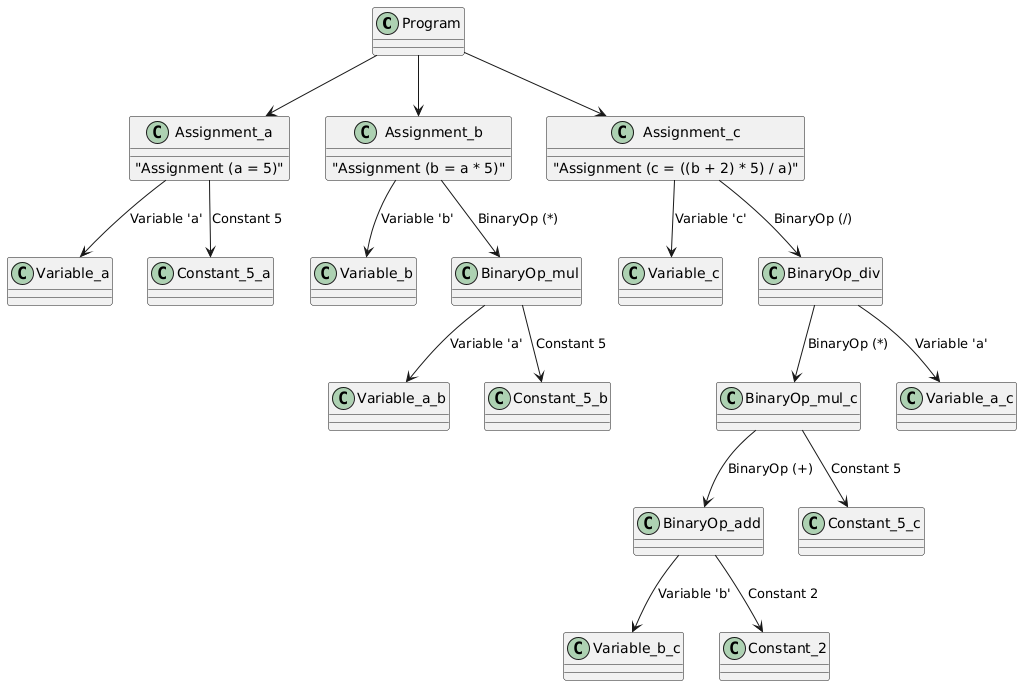 C Program
C Assignment_a
"Assignment (a = 5)"
C Assignment_b
"Assignment (b = a * 5)"
C Assignment_c
"Assignment (c = ((b + 2) * 5) / a)"
Variable 'a'
Constant 5
Variable 'b'
BinaryOp (*)
Variable 'c'
BinaryOp (/)
C Variable_a
C Constant_5_a
C Variable_b
C BinaryOp_mul
C Variable_c
C BinaryOp_div
Variable 'a'
Constant 5
BinaryOp (*)
Variable 'a'
C Variable_a_b
C Constant_5_b
C BinaryOp_mul_c
C Variable_a_c
BinaryOp (+)
Constant 5
C BinaryOp_add
C Constant_5_c
Variable 'b'
Constant 2
C Variable_b_c
C Constant_2